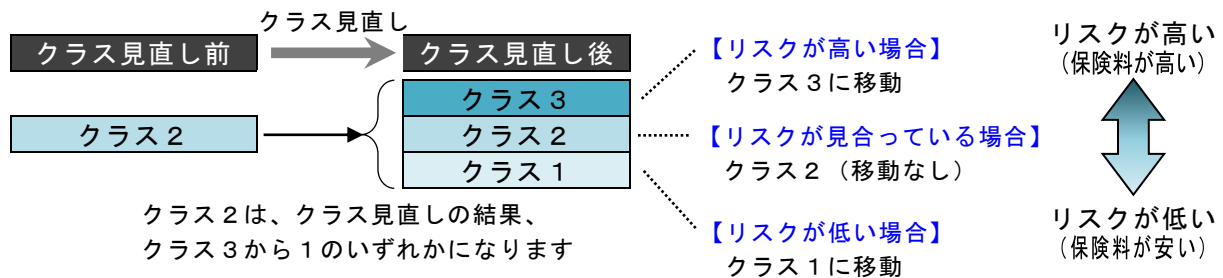 クラス見直し
クラス見直し前
クラス見直し後
クラス２
クラス３
クラス２
クラス１
クラス２は、クラス見直しの結果、
クラス３から１のいずれかになります
【リスクが高い場合】
クラス３に移動
【リスクが見合っている場合】
クラス２（移動なし）
【リスクが低い場合】
クラス１に移動
リスクが高い
（保険料が高い）
リスクが低い
（保険料が安い）